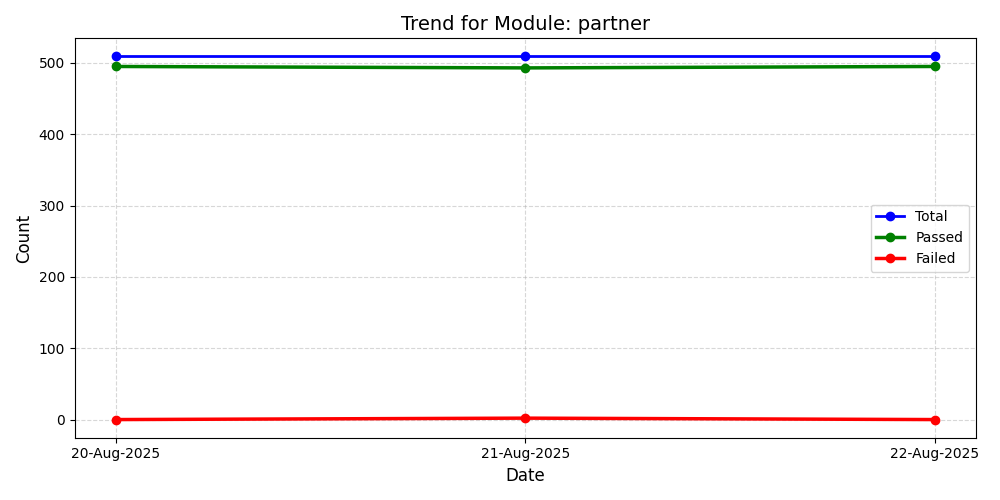 Trend for Module: partner
500
400
300
200
100
0
Count
Total
Passed
Failed
20-Aug-2025
21-Aug-2025
22-Aug-2025
Date